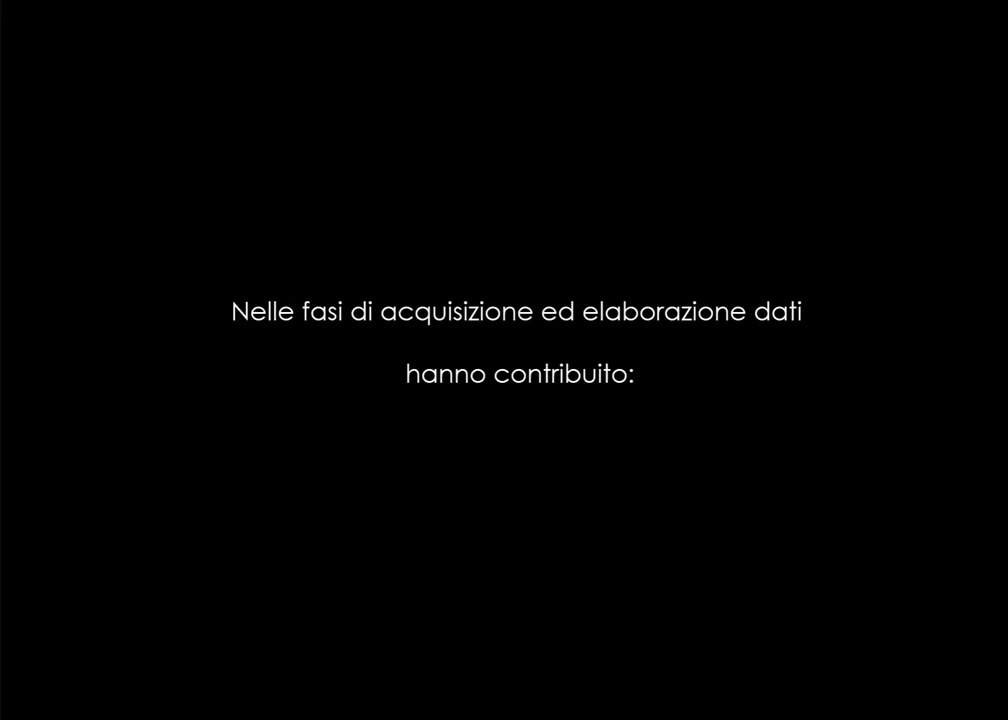 Nelle fasi di acquisizione ed elaborazione dati
hanno contribuito: